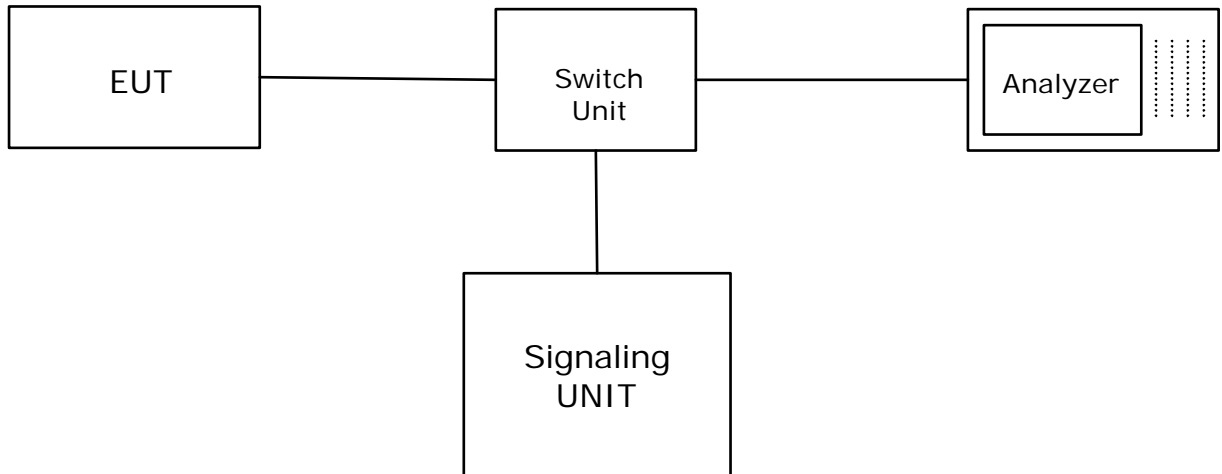 EUT
Switch
Unit
Analyzer
Signaling
UNIT